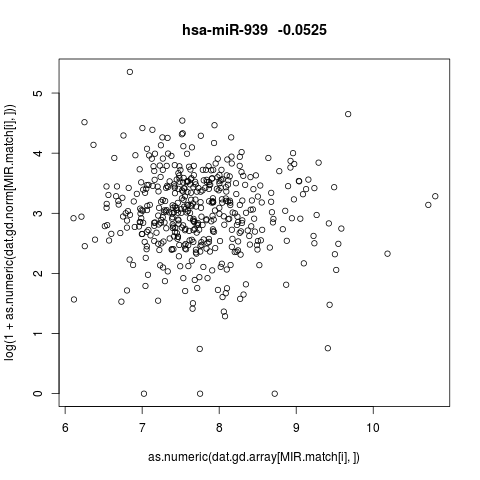 hsa-miR-939 -0.0525
log(1 + as.numeric(dat.gd.norm[MIR.match[i], ]))
5
4
3
2
1
0
6 7 8 9 10
as.numeric(dat.gd.array[MIR.match[i], ])